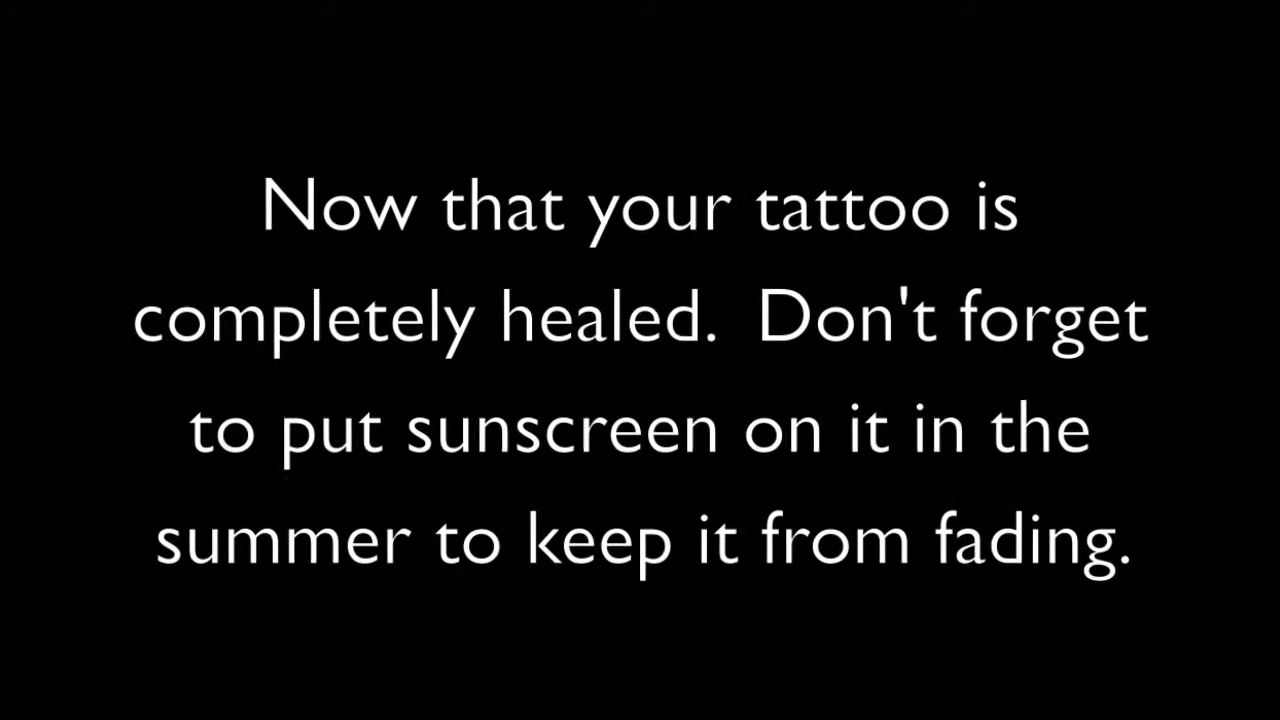 Now that your tattoo is
completely healed.  Don't forget
to put sunscreen on it in the
summer to keep it from fading.